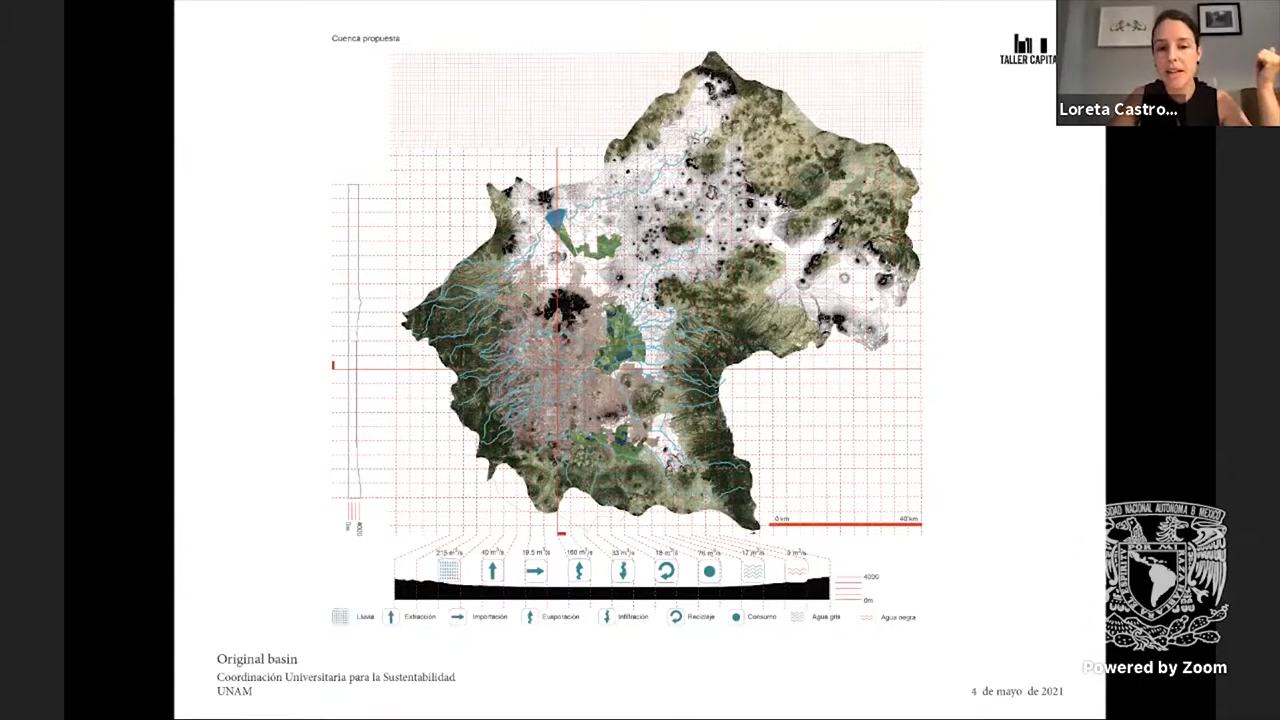 Cuenca propuesta
TALLER CAPITA
Loreta Castro...
0 km 40 km
215 m³/s 40 m³/s 19.5 m³/s 160 m³/s 33 m³/s 18 m³/s 76 m³/s 17 m³/s 9 m³/s
4000
0m
Lluvia Extracción Importación Evaporación Infiltración Reciclaje Consumo Agua gris Agua negra
Original basin
Coordinación Universitaria para la Sustentabilidad
UNAM
4 de mayo de 2021
Powered by Zoom